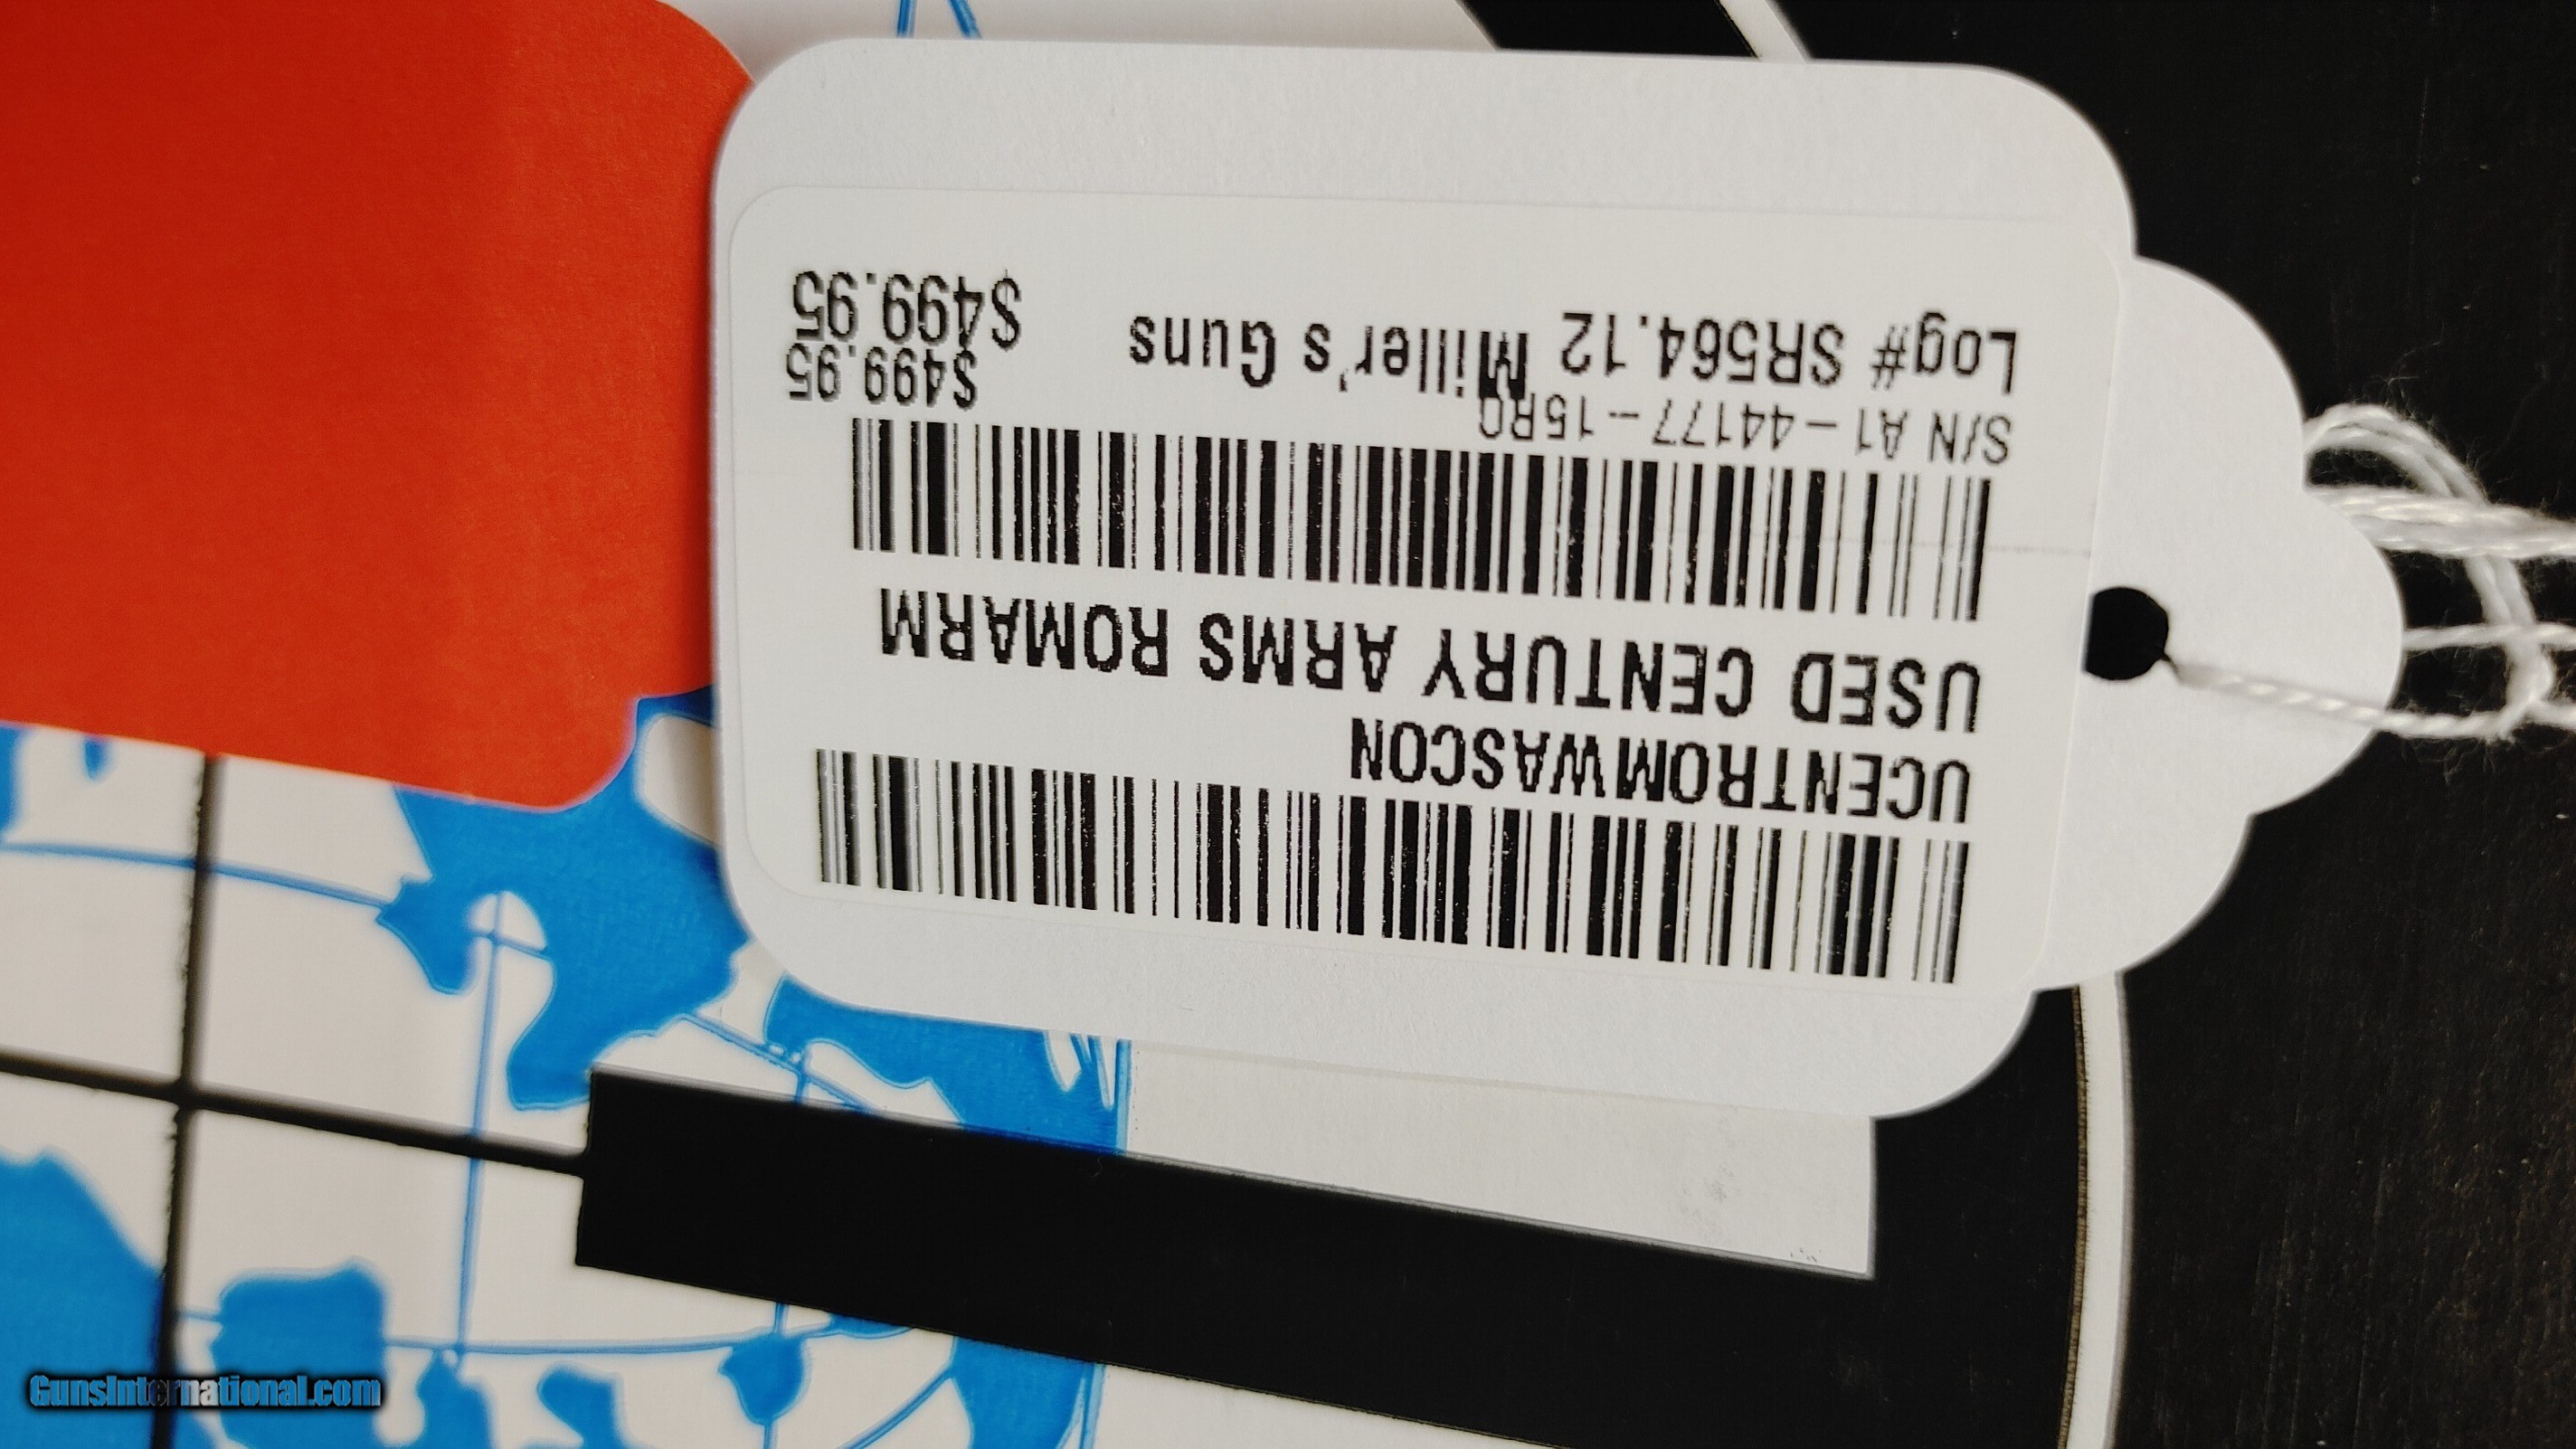 UCENTROMWASCON
USED CENTURY ARMS ROMARM
S/N A1-44177-15RO $499.95
Log# SR564.12 Miller's Guns $499.95
GunsInternational.com